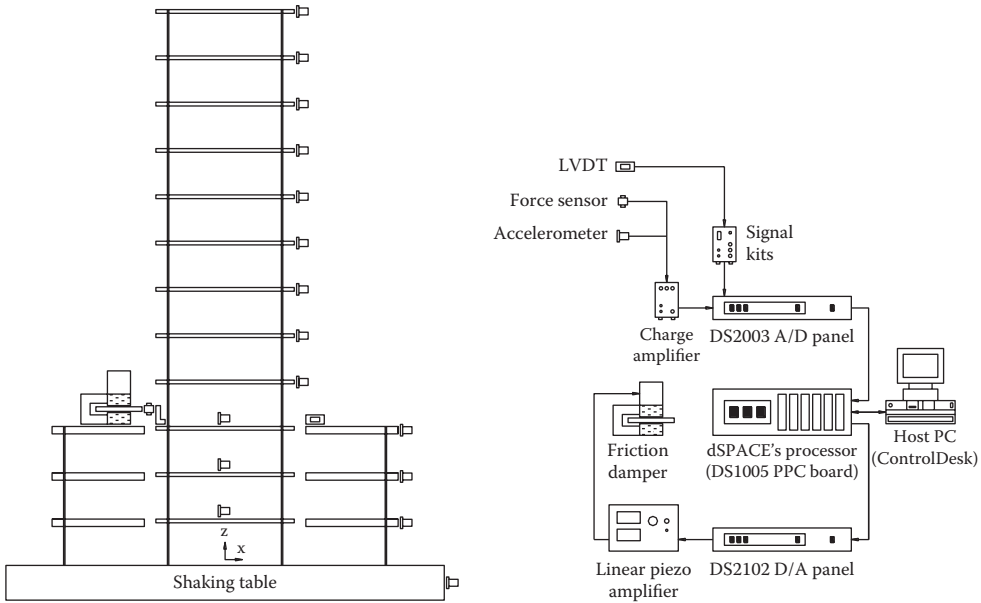 z
x
Shaking table
LVDT
Force sensor
Accelerometer
Signal
kits
Charge
amplifier
DS2003 A/D panel
Friction
damper
dSPACE's processor
(DS1005 PPC board)
Host PC
(ControlDesk)
Linear piezo
amplifier
DS2102 D/A panel